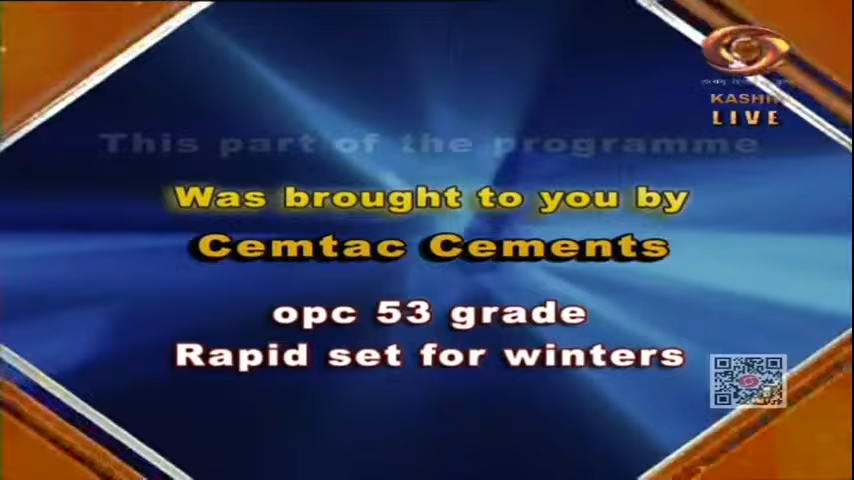 KASHIR
LIVE
This part of the programme
Was brought to you by
Cemtac Cements
opc 53 grade
Rapid set for winters